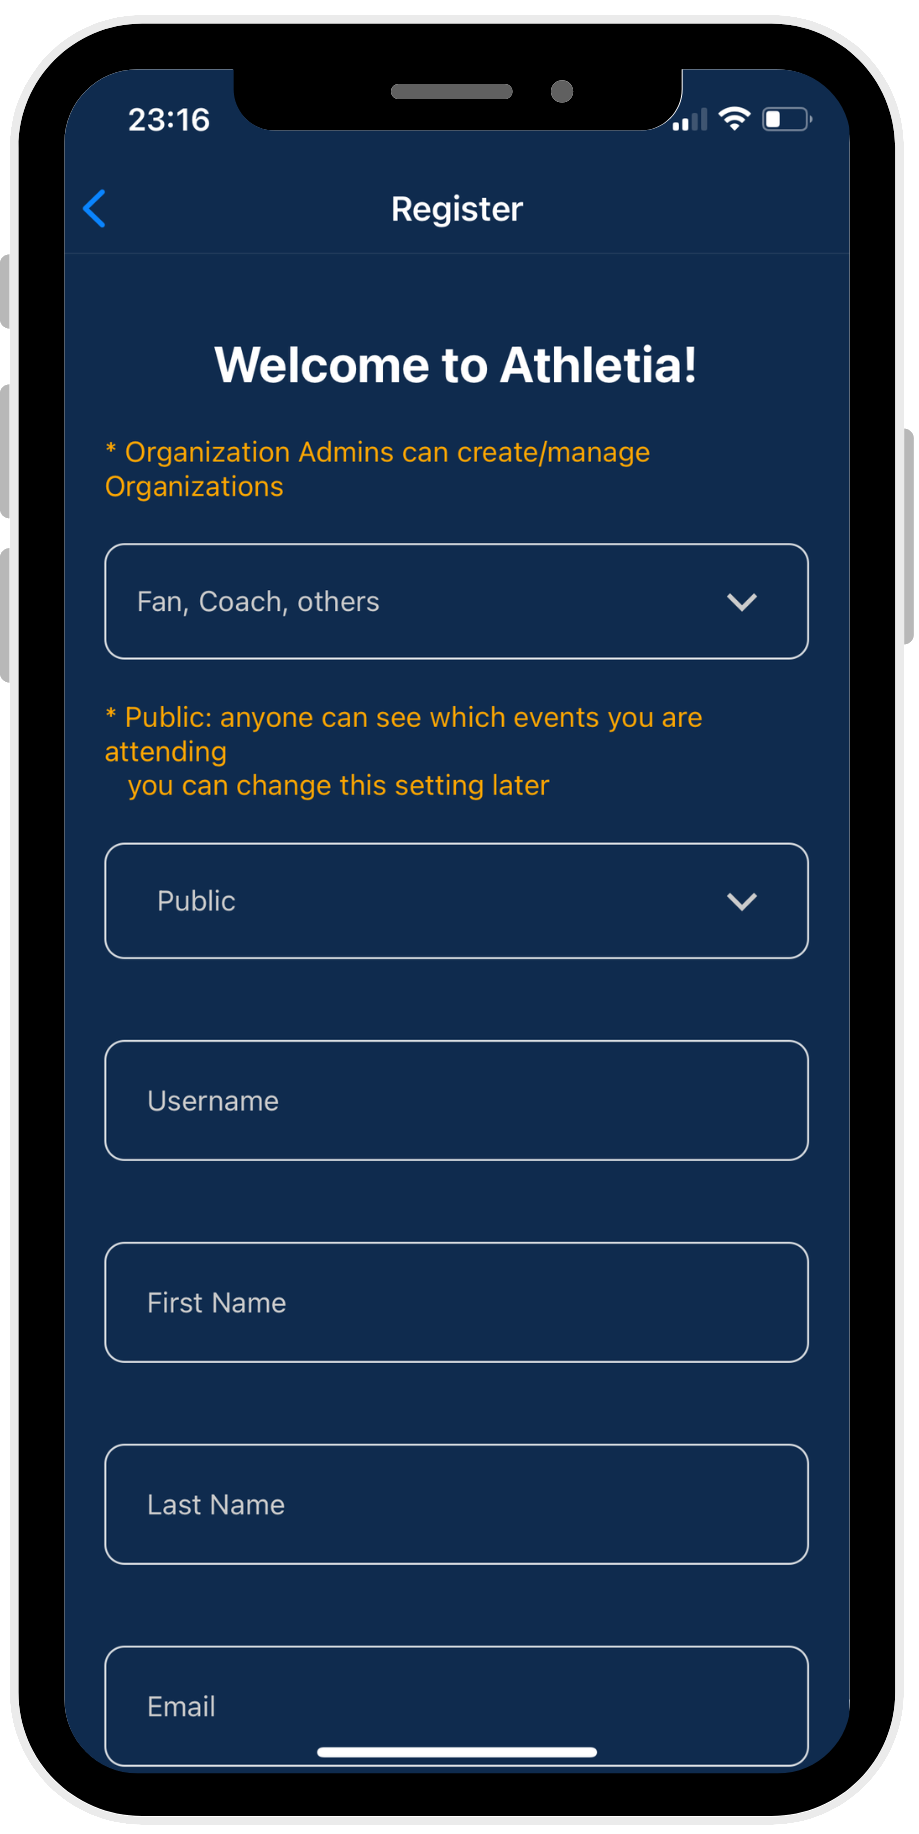 23:16
Register
Welcome to Athletia!
* Organization Admins can create/manage
Organizations
Fan, Coach, others
* Public: anyone can see which events you are
attending
you can change this setting later
Public
Username
First Name
Last Name
Email